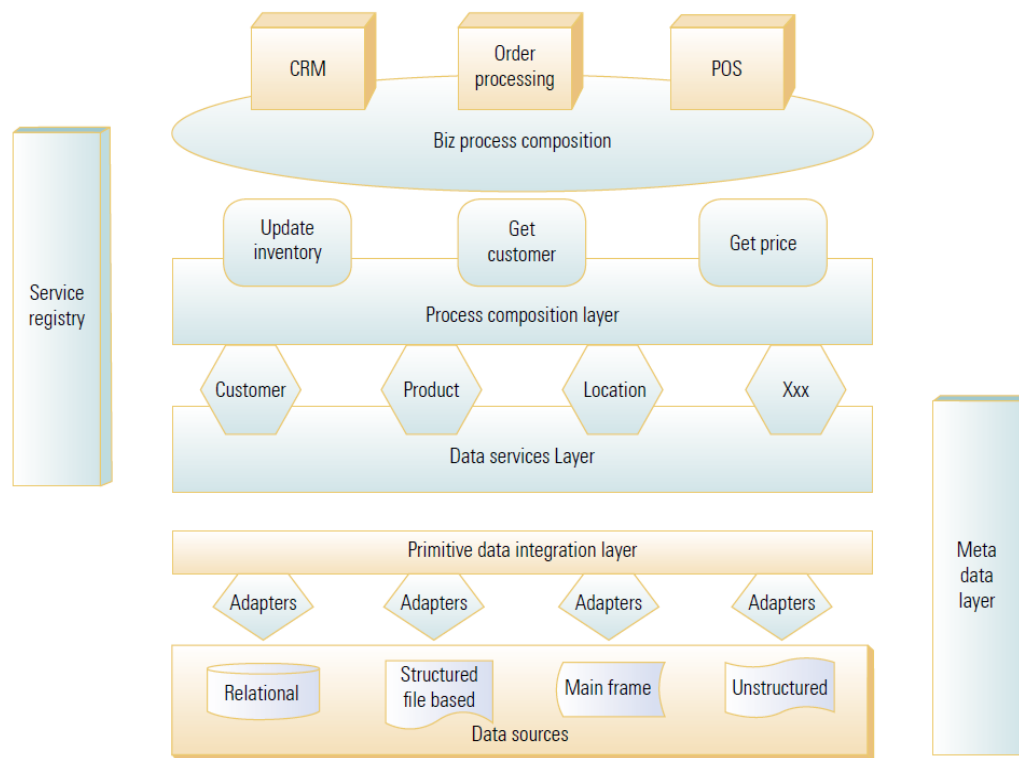 CRM
Order
processing
POS
Biz process composition
Service
registry
Update
inventory
Get
customer
Get price
Process composition layer
Customer
Product
Location
Xxx
Data services Layer
Primitive data integration layer
Adapters
Adapters
Adapters
Adapters
Meta
data
layer
Relational
Structured
file based
Main frame
Unstructured
Data sources